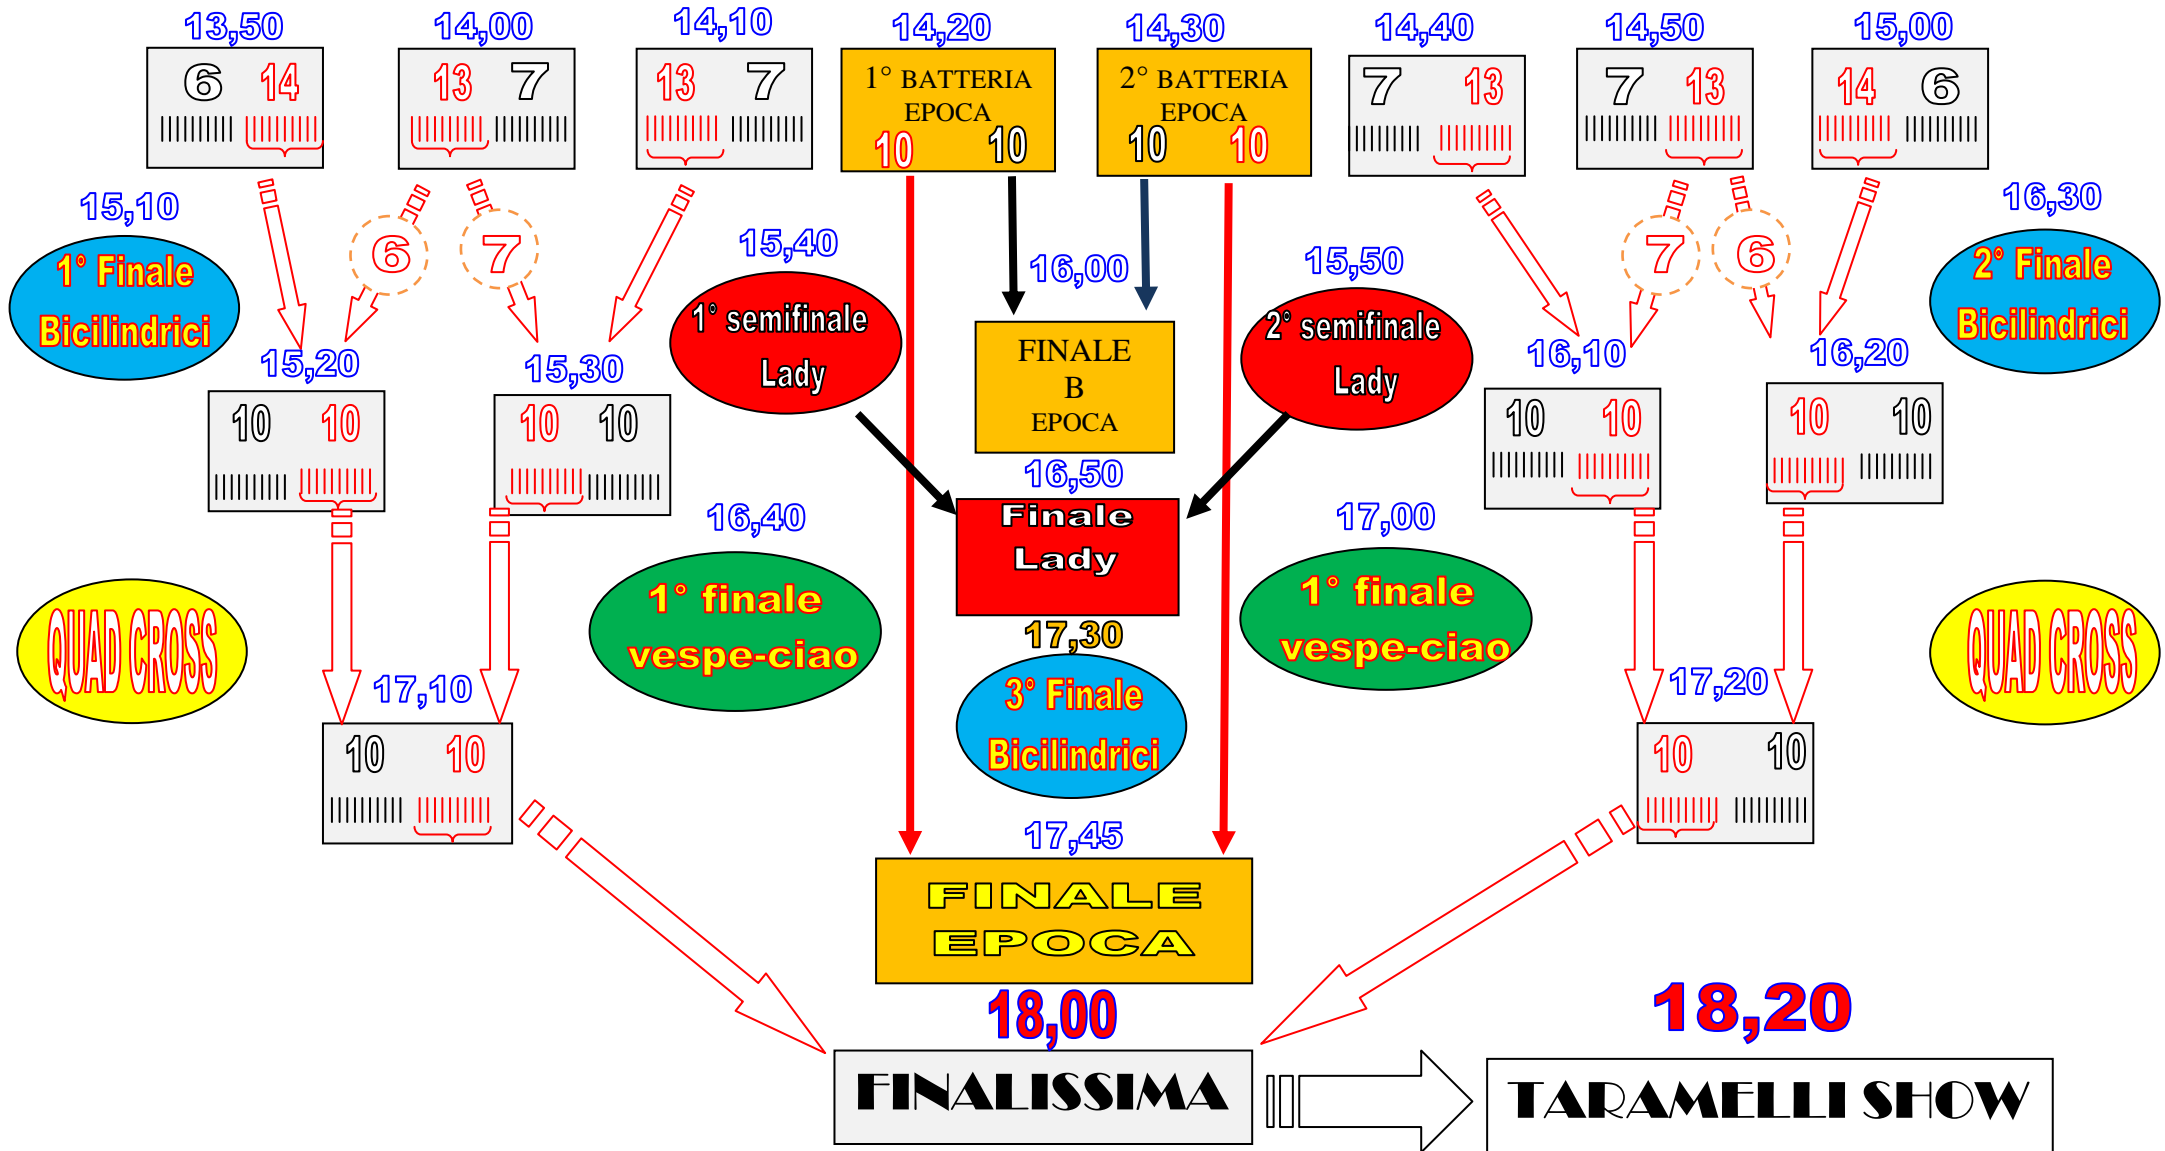 13,50
14,00
14,10
14,20
14,30
14,40
14,50
15,00
6 14
13 7
13 7
1° BATTERIA
EPOCA
10 10
2° BATTERIA
EPOCA
10 10
7 13
7 13
14 6
15,10
1° Finale
Bicilindrici
6
7
15,40
1° semifinale
Lady
16,00
FINALE
B
EPOCA
15,50
2° semifinale
Lady
7
6
16,30
2° Finale
Bicilindrici
15,20
10 10
15,30
10 10
16,10
10 10
16,20
10 10
16,50
Finale
Lady
16,40
1° finale
vespe-ciao
17,00
1° finale
vespe-ciao
QUAD CROSS
QUAD CROSS
17,30
3° Finale
Bicilindrici
17,10
10 10
17,20
10 10
17,45
FINALE
EPOCA
18,00
FINALISSIMA
18,20
TARAMELLI SHOW